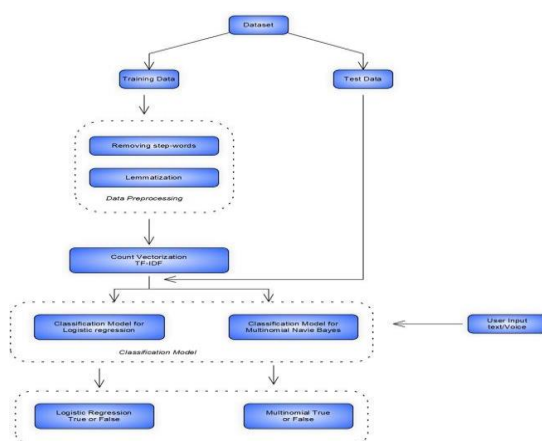 Dataset
Training Data
Test Data
Removing step-words
Lemmatization
Data Preprocessing
Count Vectorization
TF-IDF
Classification Model for
Logistic regression
Classification Model for
Multinomial Navie Bayes
User Input
text/Voice
Classification Model
Logistic Regression
True or False
Multinomial True
or False